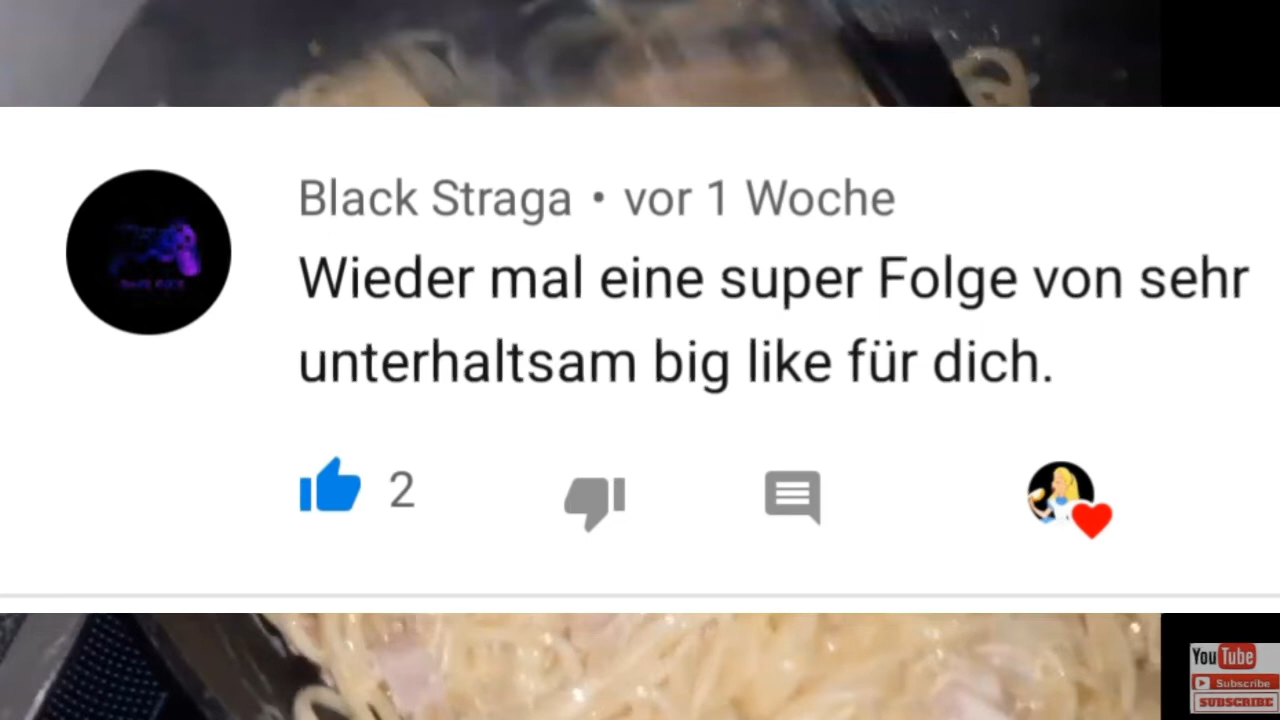 Black Straga • vor 1 Woche
Wieder mal eine super Folge von sehr
unterhaltsam big like für dich.
2
YouTube
Subscribe
SUBSCRIBE